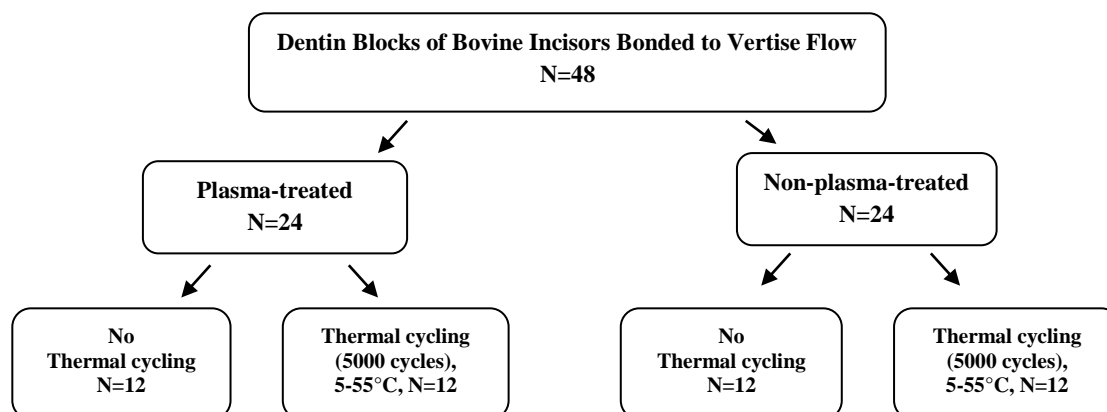 Dentin Blocks of Bovine Incisors Bonded to Vertise Flow
N=48
Plasma-treated
N=24
Non-plasma-treated
N=24
No
Thermal cycling
N=12
Thermal cycling
(5000 cycles),
5-55°C, N=12
No
Thermal cycling
N=12
Thermal cycling
(5000 cycles),
5-55°C, N=12